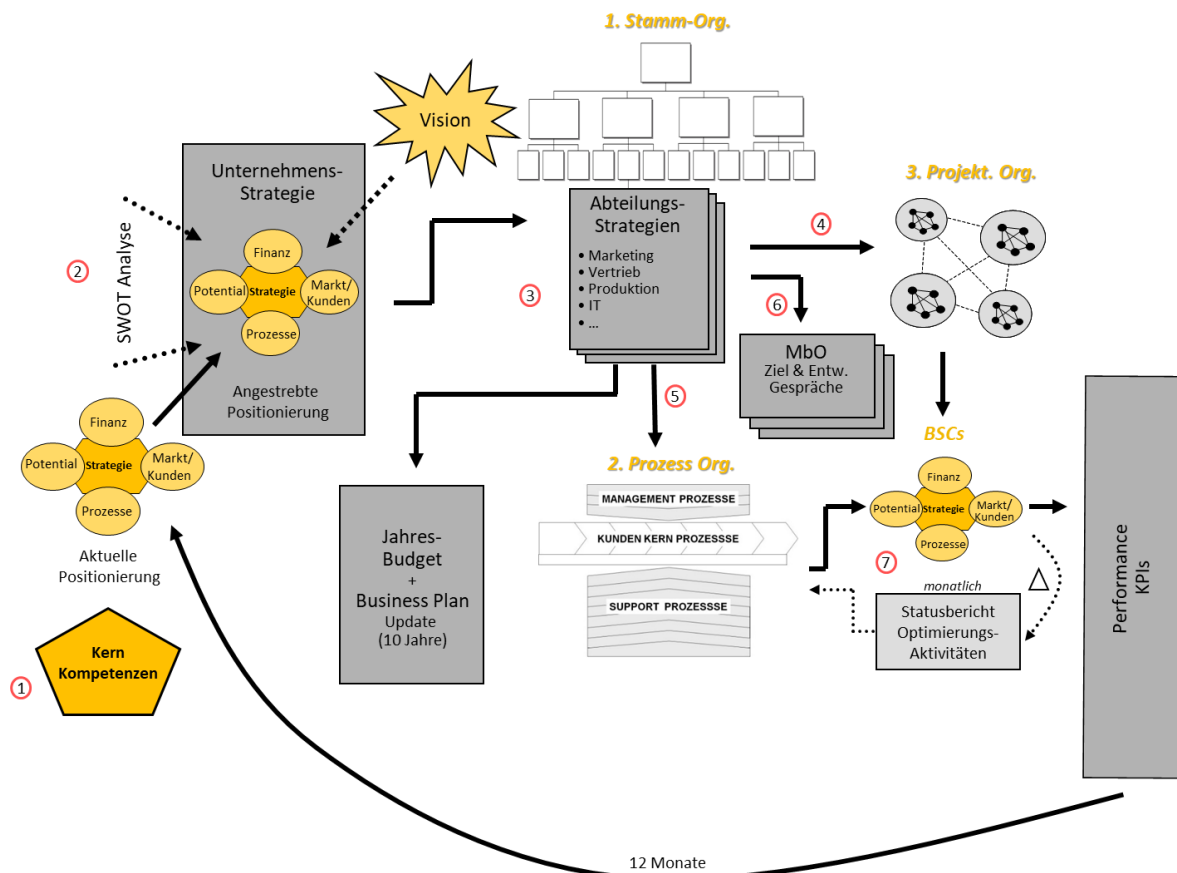 1. Stamm-Org.
Vision
Unternehmens-
Strategie
SWOT Analyse
2
Finanz
Potential
Strategie
Markt/
Kunden
Prozesse
Angestrebte
Positionierung
Finanz
Potential
Strategie
Markt/
Kunden
Prozesse
Aktuelle
Positionierung
1
Kern
Kompetenzen
3
Abteilungs-
Strategien
• Marketing
• Vertrieb
• Produktion
• IT
• ...
4
3. Projekt. Org.
6
MbO
Ziel & Entw.
Gespräche
5
Jahres-
Budget
+
Business Plan
Update
(10 Jahre)
2. Prozess Org.
MANAGEMENT PROZESSE
KUNDEN KERN PROZESSSE
SUPPORT PROZESSSE
BSCs
Finanz
Potential
Strategie
Markt/
Kunden
Prozesse
7
Δ
monatlich
Statusbericht
Optimierungs-
Aktivitäten
Performance
KPIs
12 Monate